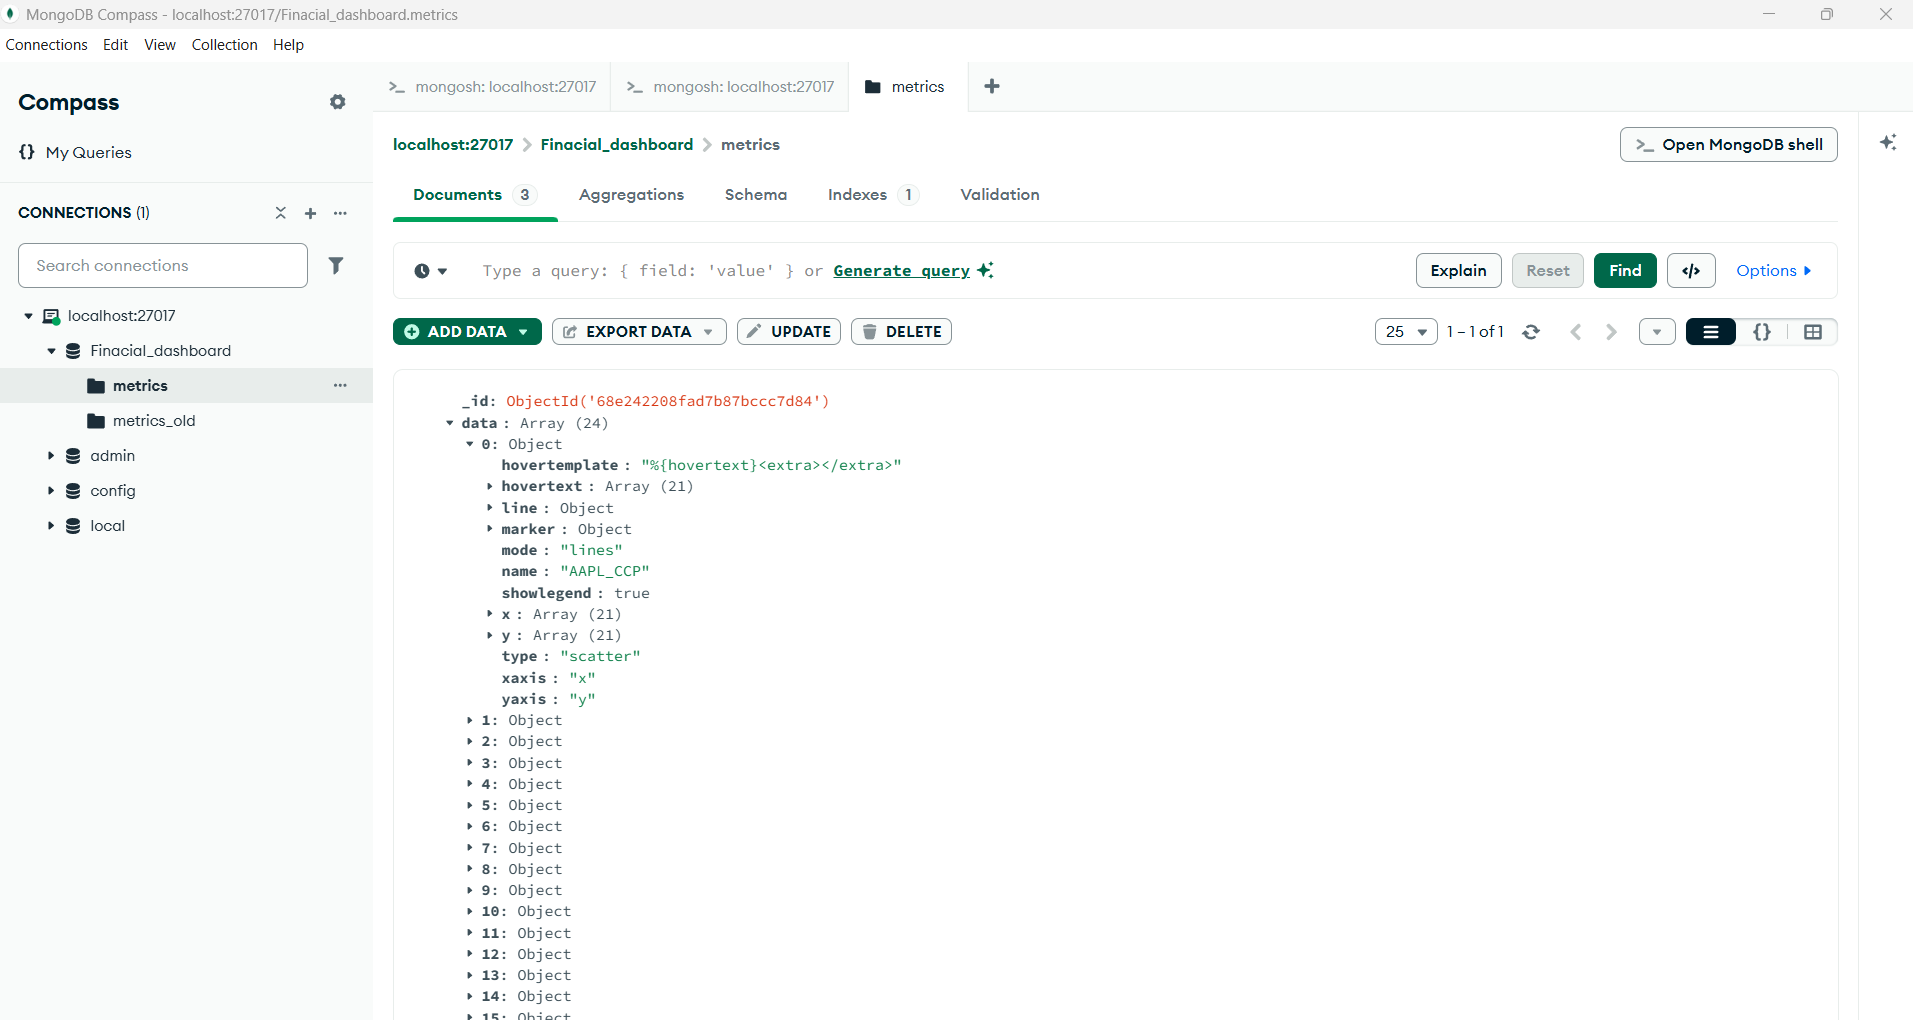 MongoDB Compass - localhost:27017/Finacial_dashboard.metrics
Connections Edit View Collection Help
Compass
mongosh: localhost:27017
mongosh: localhost:27017
metrics
My Queries
localhost:27017 Finacial_dashboard metrics
Open MongoDB shell
Documents 3 Aggregations Schema Indexes 1 Validation
CONNECTIONS (1)
Search connections
Type a query: { field: 'value' } or Generate query
Explain Reset Find </> Options
localhost:27017
Finacial_dashboard
metrics
metrics_old
admin
config
local
ADD DATA EXPORT DATA UPDATE DELETE
25 1 – 1 of 1 {}
_id: ObjectId('68e242208fad7b87bccc7d84')
data : Array (24)
0: Object
hovertemplate : "%{hovertext}<extra></extra>"
hovertext : Array (21)
line : Object
marker : Object
mode : "lines"
name : "AAPL_CCP"
showlegend : true
x : Array (21)
y : Array (21)
type : "scatter"
xaxis : "x"
yaxis : "y"
1: Object
2: Object
3: Object
4: Object
5: Object
6: Object
7: Object
8: Object
9: Object
10: Object
11: Object
12: Object
13: Object
14: Object
15: Object